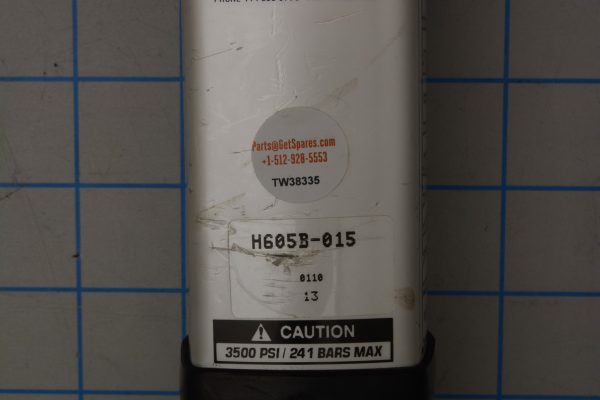 Parts@GetSpares.com
+1-512-928-5553
TW38335
H605B-015
0110
13
CAUTION
3500 PSI / 241 BARS MAX